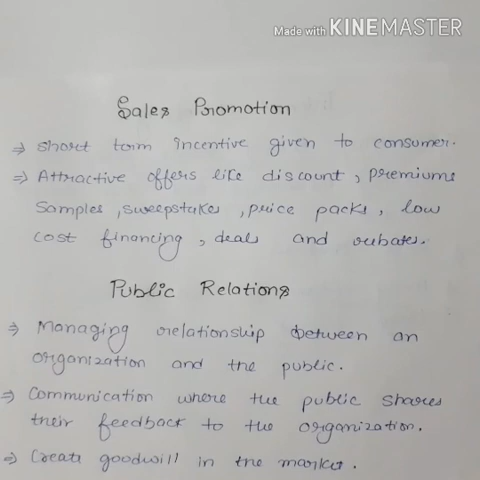 Made with KINEMASTER
Sales Promotion
⇒ Short term incentive given to consumer.
⇒ Attractive offers like discount, premiums
samples, sweepstakes, price packs, low
cost financing, deals and rebates.
Public Relations
⇒ Managing relationship between an
organization and the public.
⇒ Communication where the public shares
their feedback to the organization.
⇒ Create goodwill in the market.